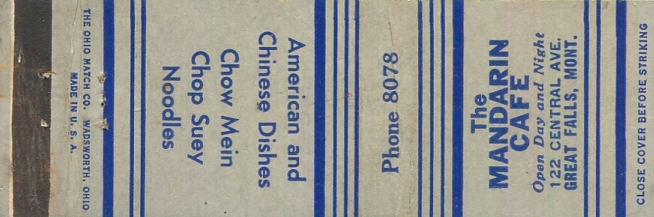 The
MANDARIN
CAFE
Open Day and Night
122 CENTRAL AVE.
GREAT FALLS, MONT.
CLOSE COVER BEFORE STRIKING
Phone 8078
American and
Chinese Dishes
Chow Mein
Chop Suey
Noodles
THE OHIO MATCH CO. WADSWORTH, OHIO
MADE IN U.S.A.